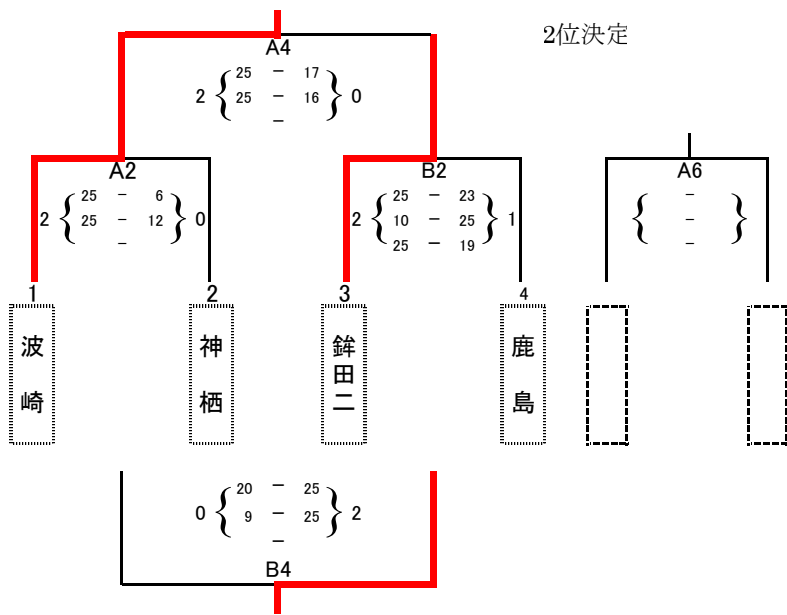 2位決定
A4
25 － 17
2 { 25 － 16 } 0
－
A2
25 － 6
2 { 25 － 12 } 0
－
B2
25 － 23
2 { 10 － 25 } 1
25 － 19
A6
－
{ － }
－
1 2 3 4
波崎
神栖
鉾田二
鹿島
20 － 25
0 { 9 － 25 } 2
－
B4